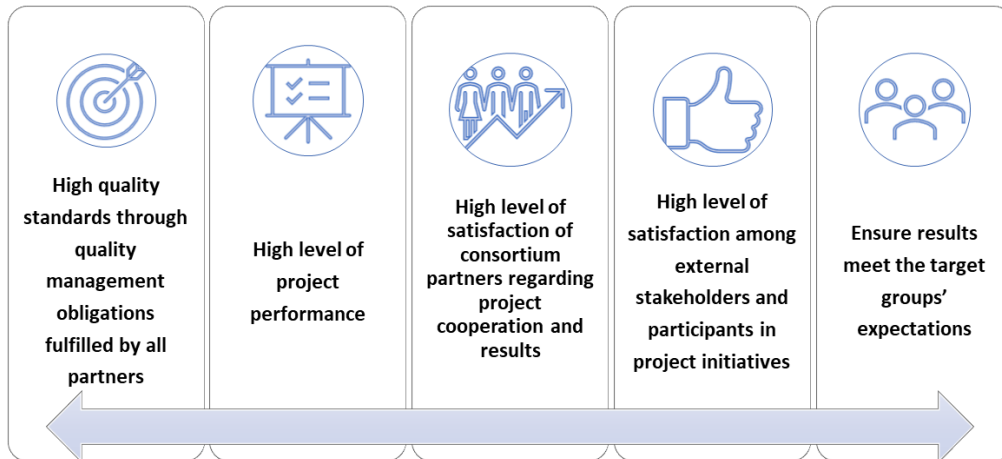 High quality
standards through
quality
management
obligations
fulfilled by all
partners
High level of
project
performance
High level of
satisfaction of
consortium
partners regarding
project
cooperation and
results
High level of
satisfaction among
external
stakeholders and
participants in
project initiatives
Ensure results
meet the target
groups’
expectations